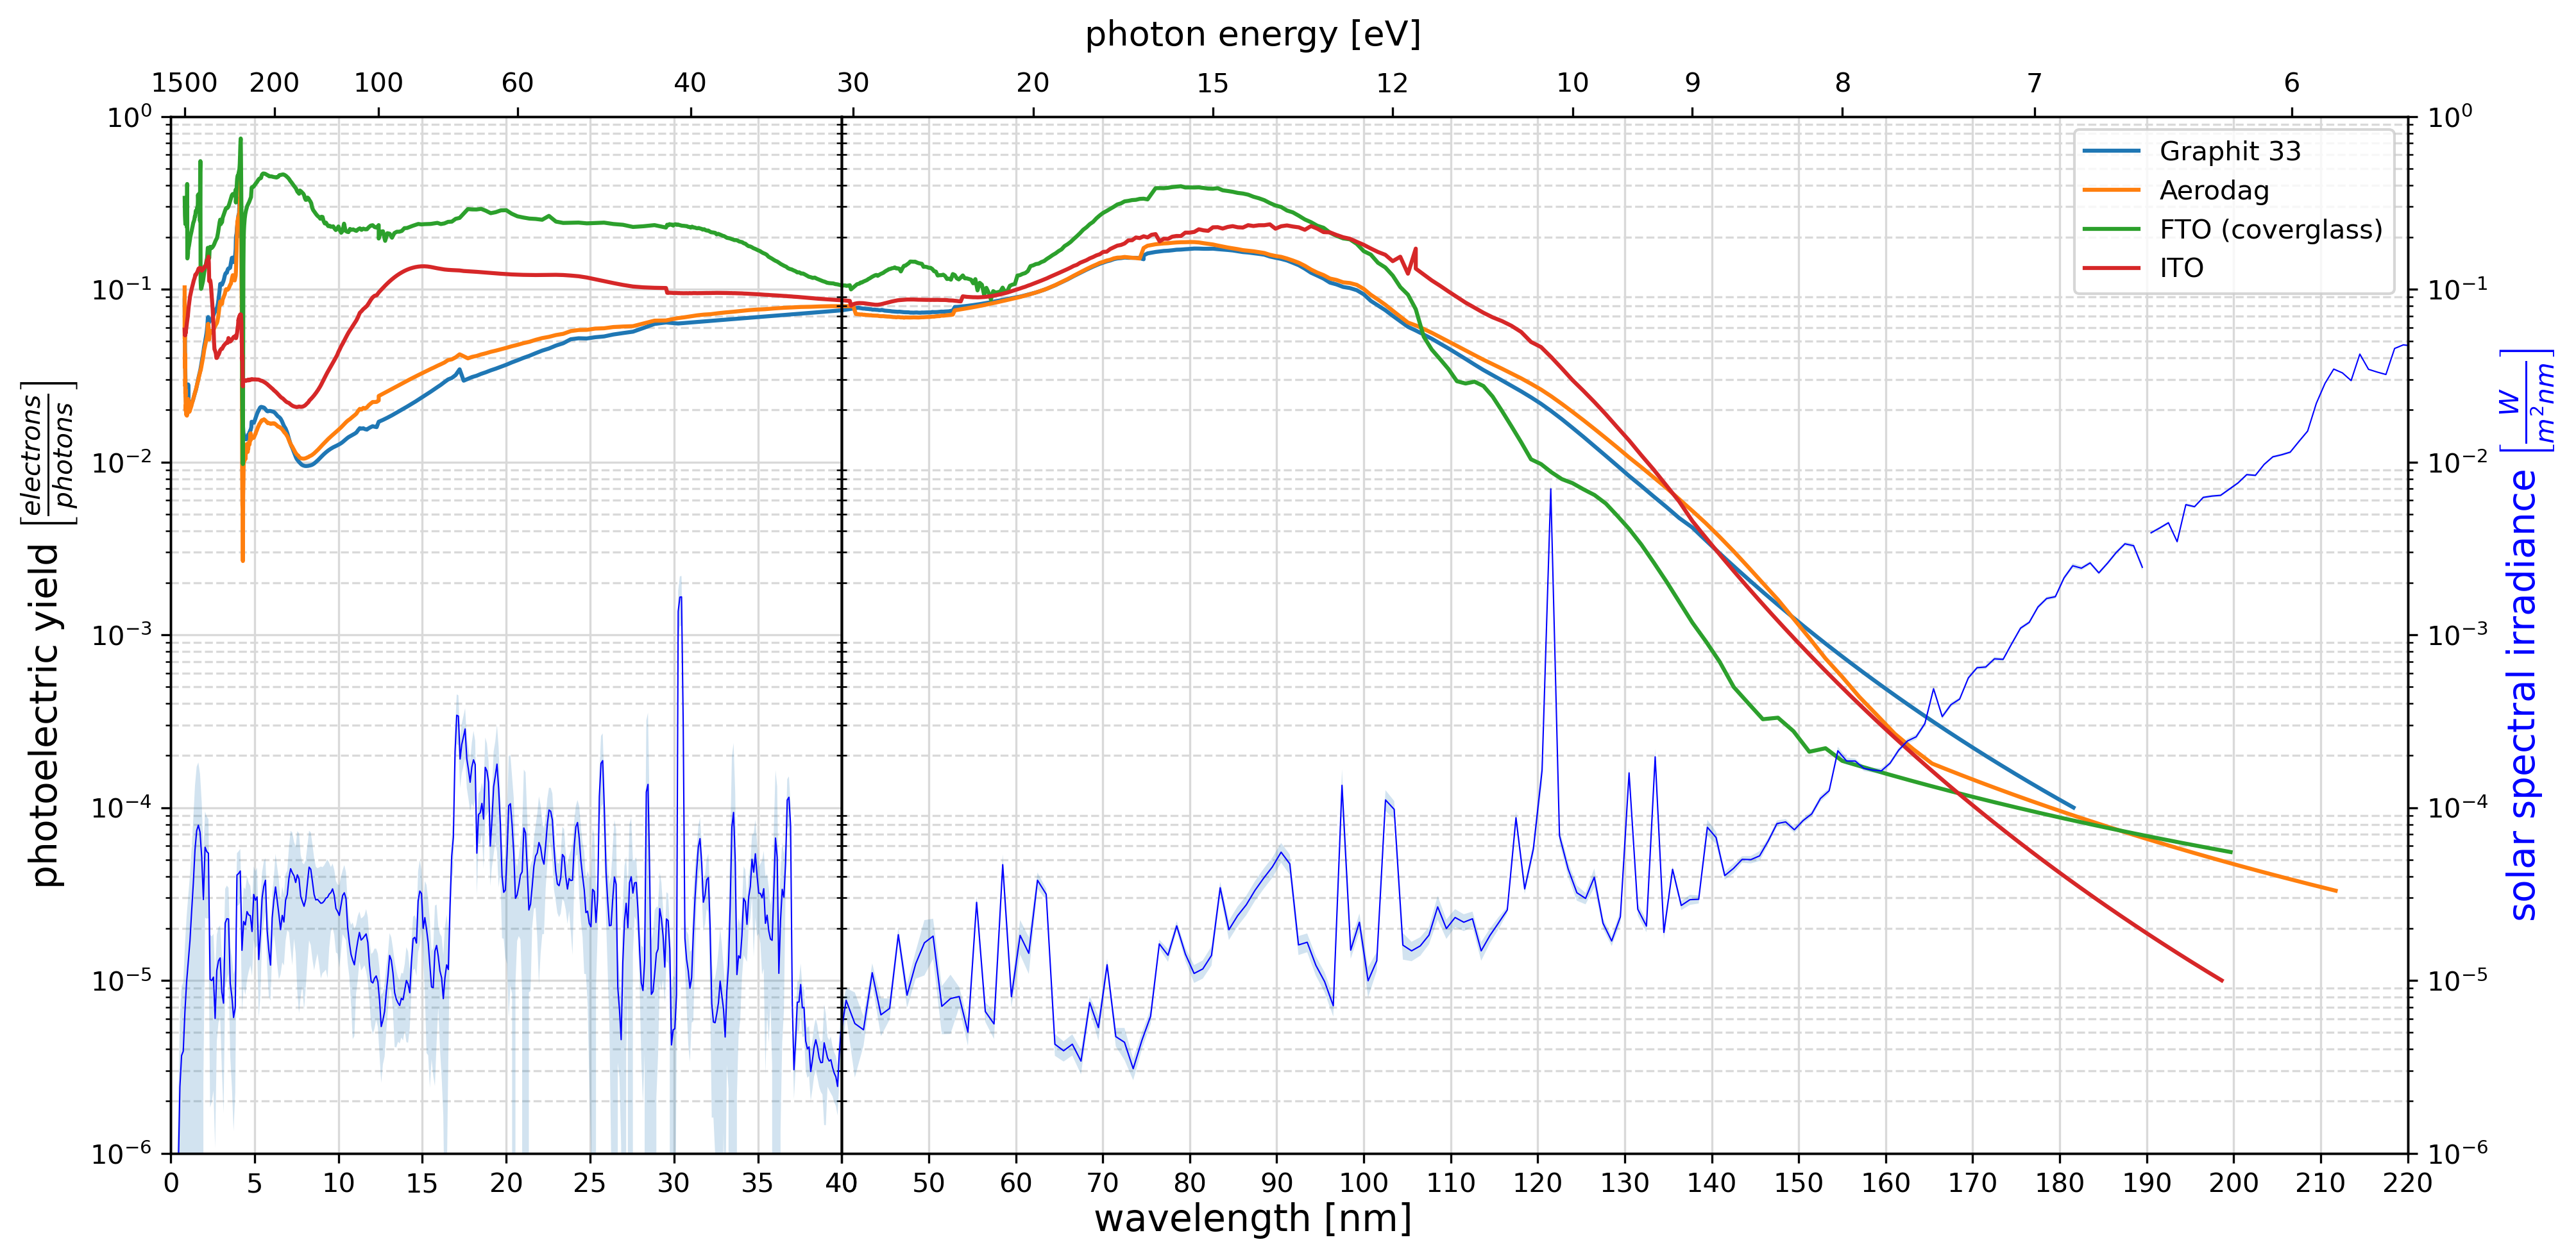 photon energy [eV]
1500 200 100 60 40 30 20 15 12 10 9 8 7 6
10⁰ 10⁰
Graphit 33
Aerodag
FTO (coverglass)
ITO
10⁻¹ 10⁻¹
10⁻² 10⁻²
10⁻³ 10⁻³
10⁻⁴ 10⁻⁴
10⁻⁵ 10⁻⁵
10⁻⁶ 10⁻⁶
photoelectric yield [electrons/photons]
solar spectral irradiance [W/m²nm]
0 5 10 15 20 25 30 35 40 50 60 70 80 90 100 110 120 130 140 150 160 170 180 190 200 210 220
wavelength [nm]